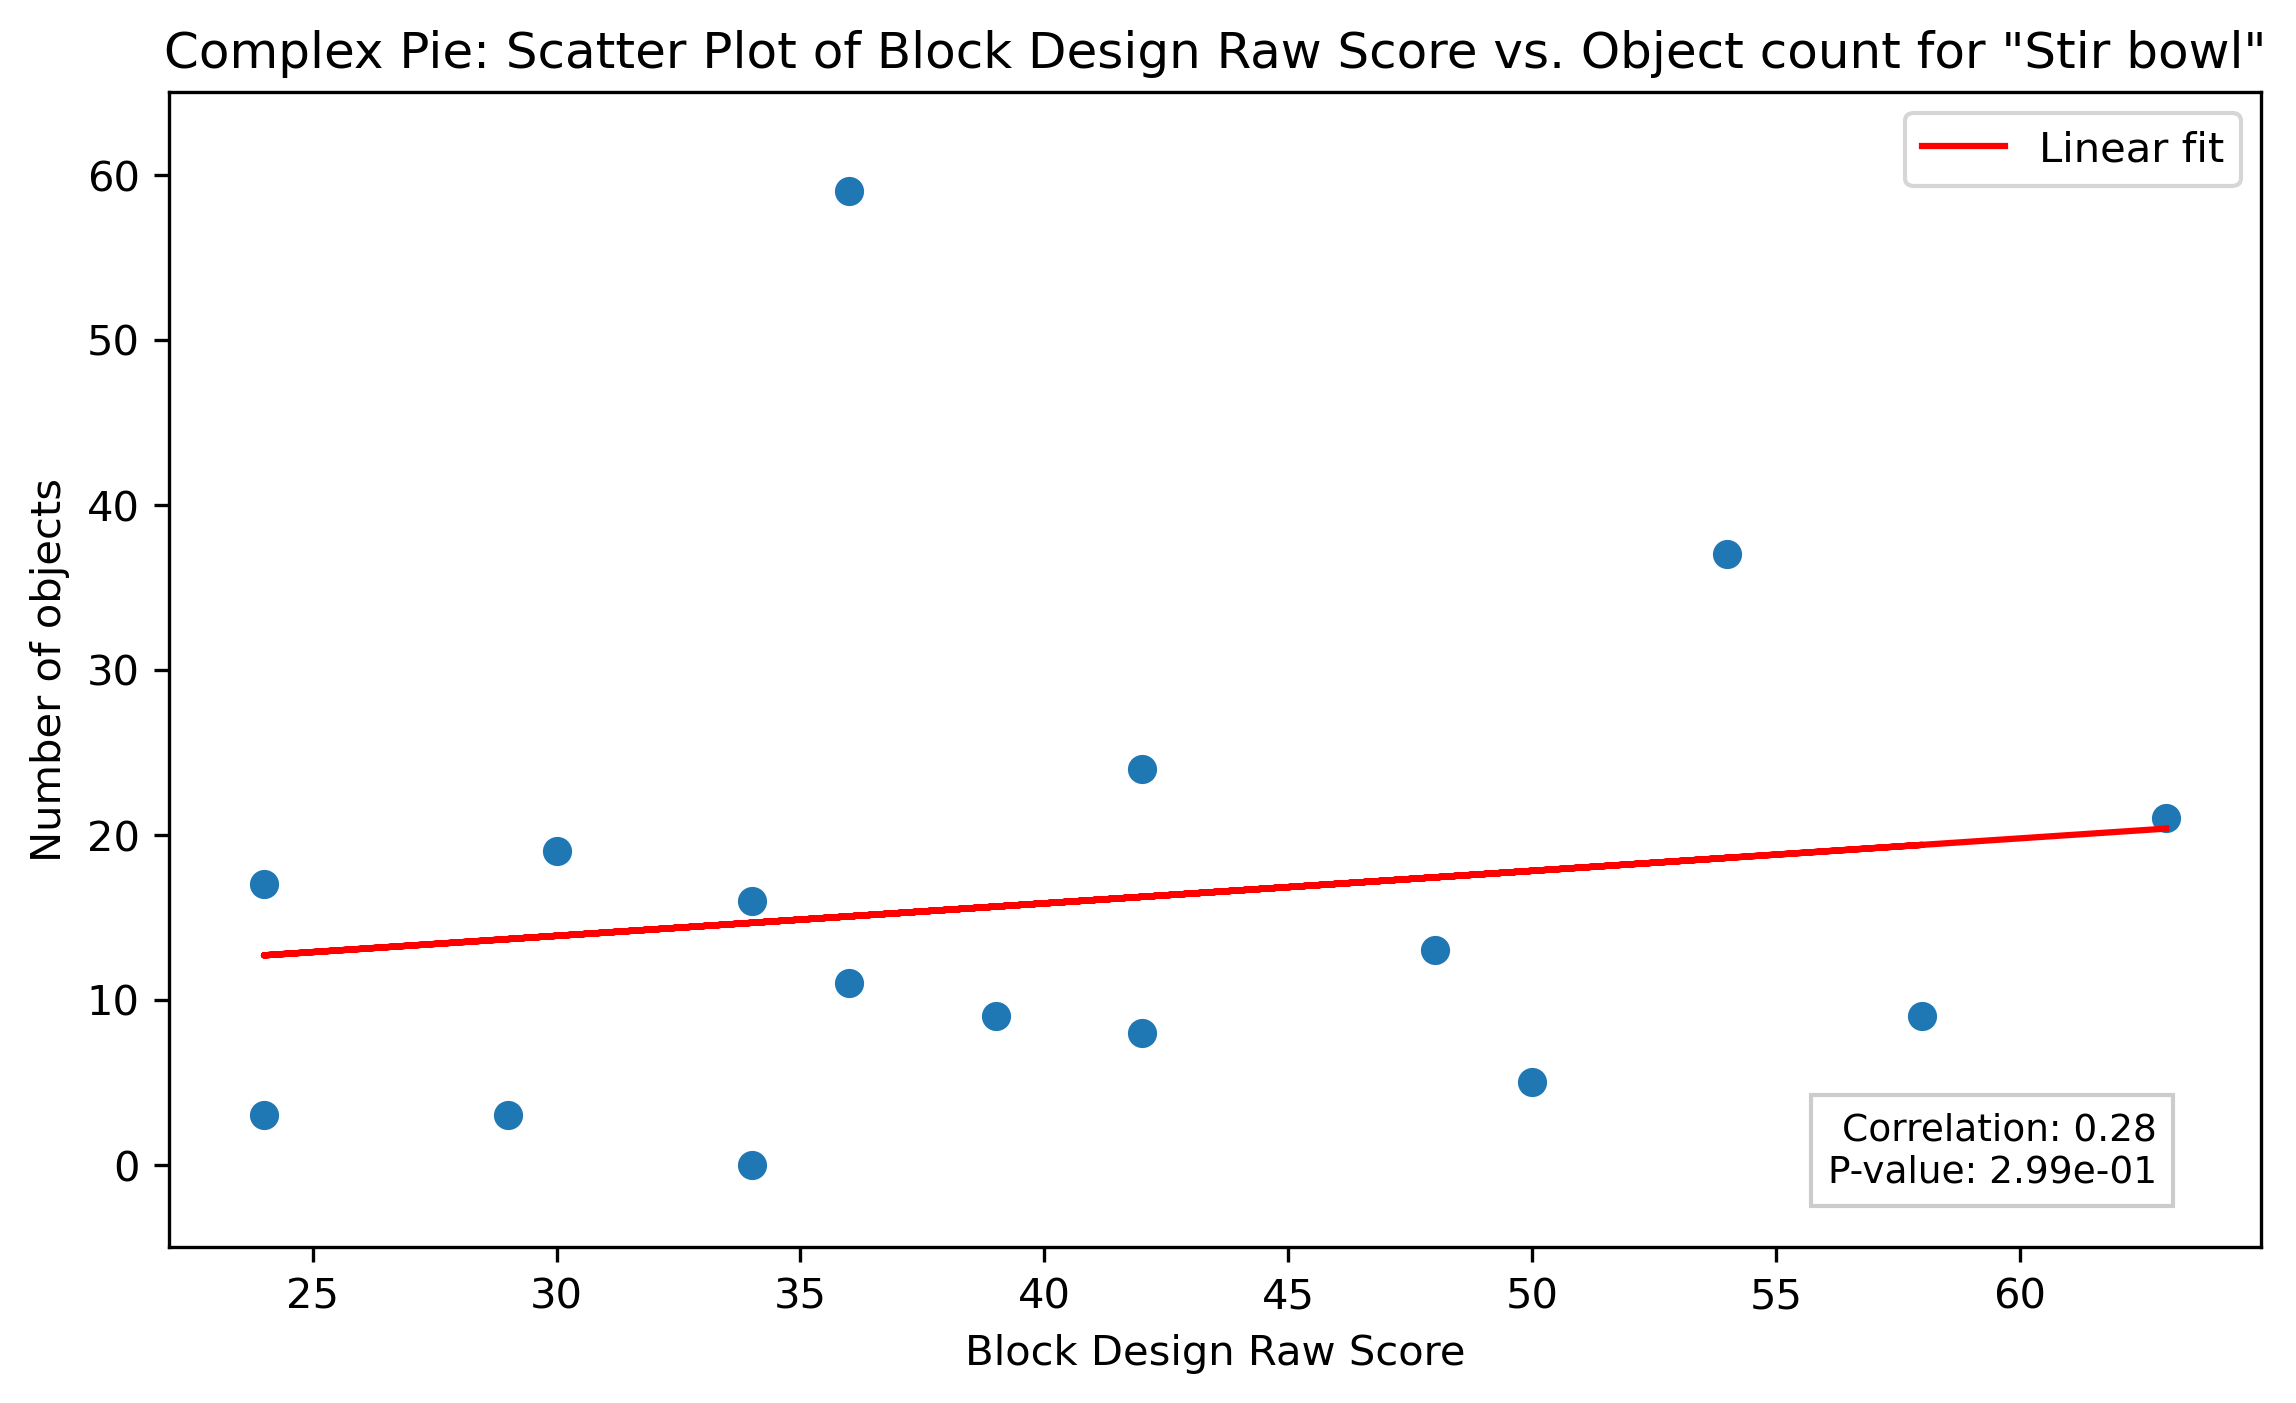 Complex Pie: Scatter Plot of Block Design Raw Score vs. Object count for "Stir bowl"
Linear fit
60
50
40
30
20
10
0
Number of objects
Correlation: 0.28
P-value: 2.99e-01
25 30 35 40 45 50 55 60
Block Design Raw Score